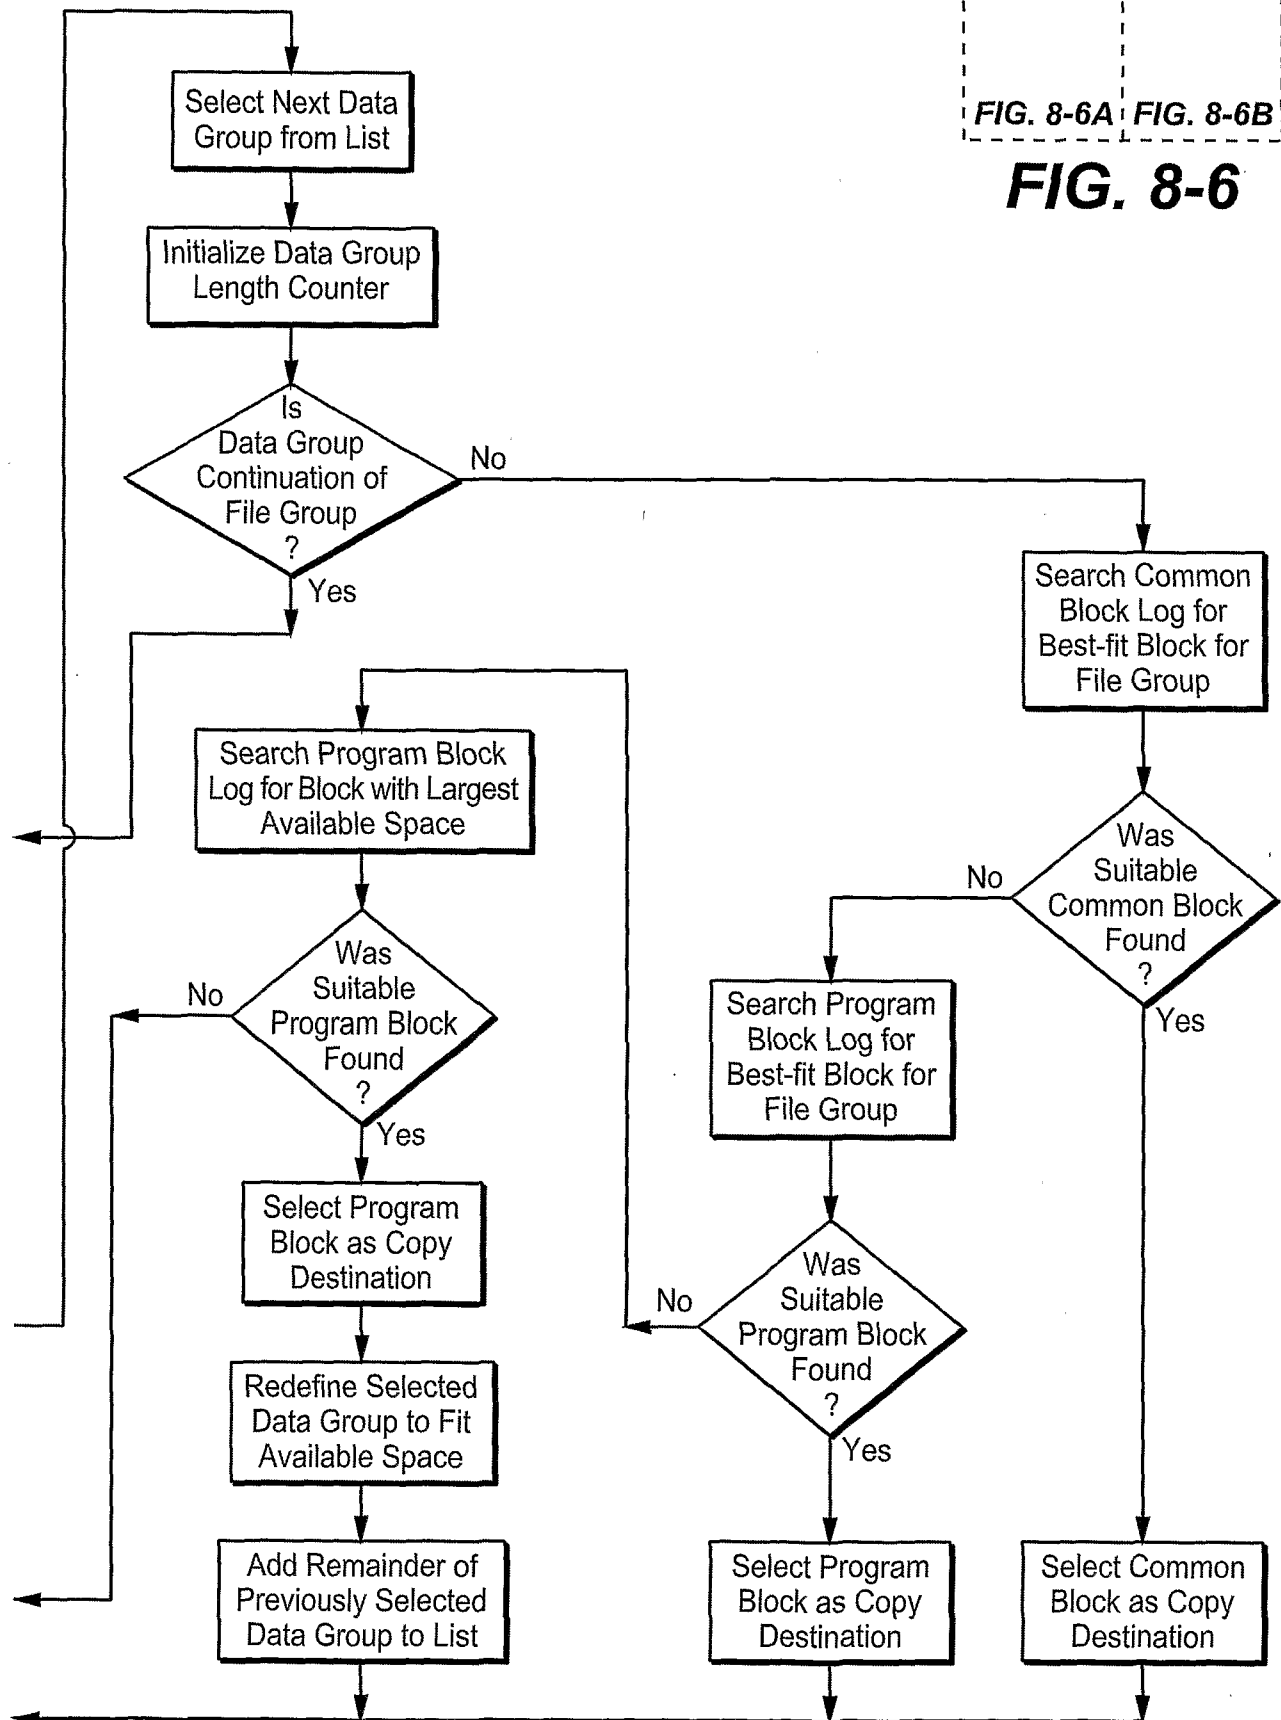 FIG. 8-6A
FIG. 8-6B
FIG. 8-6
Select Next Data
Group from List
Initialize Data Group
Length Counter
Is
Data Group
Continuation of
File Group
?
No
Yes
Search Common
Block Log for
Best-fit Block for
File Group
Was
Suitable
Common Block
Found
?
No
Yes
Search Program
Block Log for
Best-fit Block for
File Group
Was
Suitable
Program Block
Found
?
No
Yes
Search Program Block
Log for Block with Largest
Available Space
Was
Suitable
Program Block
Found
?
No
Yes
Select Program
Block as Copy
Destination
Redefine Selected
Data Group to Fit
Available Space
Add Remainder of
Previously Selected
Data Group to List
Select Program
Block as Copy
Destination
Select Common
Block as Copy
Destination